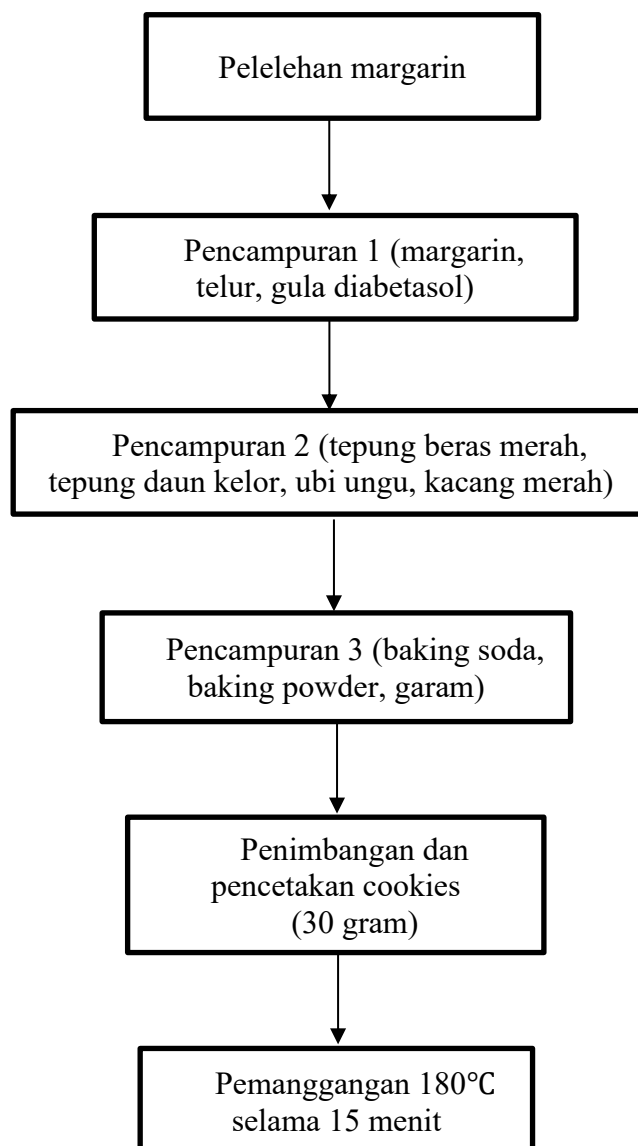 Pelelehan margarin
Pencampuran 1 (margarin,
telur, gula diabetasol)
Pencampuran 2 (tepung beras merah,
tepung daun kelor, ubi ungu, kacang merah)
Pencampuran 3 (baking soda,
baking powder, garam)
Penimbangan dan
pencetakan cookies
(30 gram)
Pemanggangan 180℃
selama 15 menit